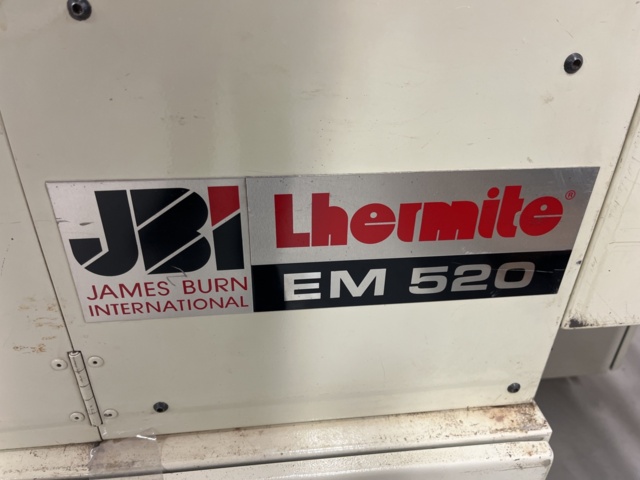 JBI
JAMES BURN
INTERNATIONAL
Lhermite®
EM 520